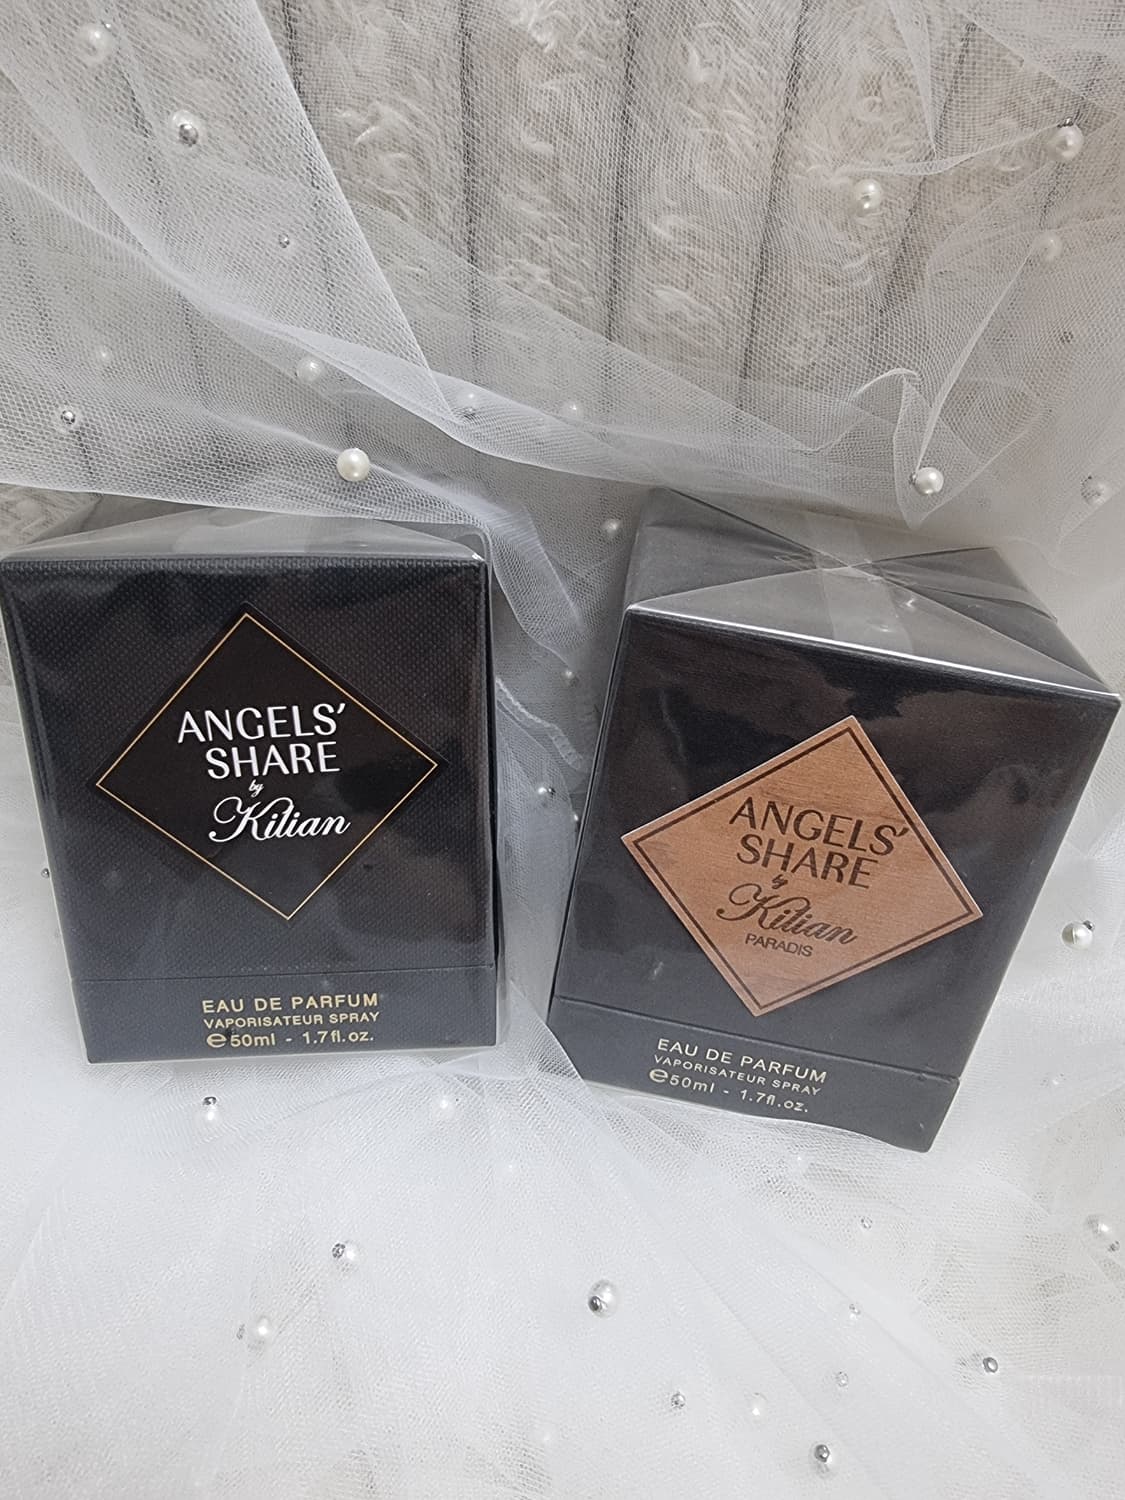 ANGELS'
SHARE
by
Kilian
EAU DE PARFUM
VAPORISATEUR SPRAY
℮50ml - 1.7fl.oz.
ANGELS'
SHARE
by
Kilian
PARADIS
EAU DE PARFUM
VAPORISATEUR SPRAY
℮50ml - 1.7fl.oz.